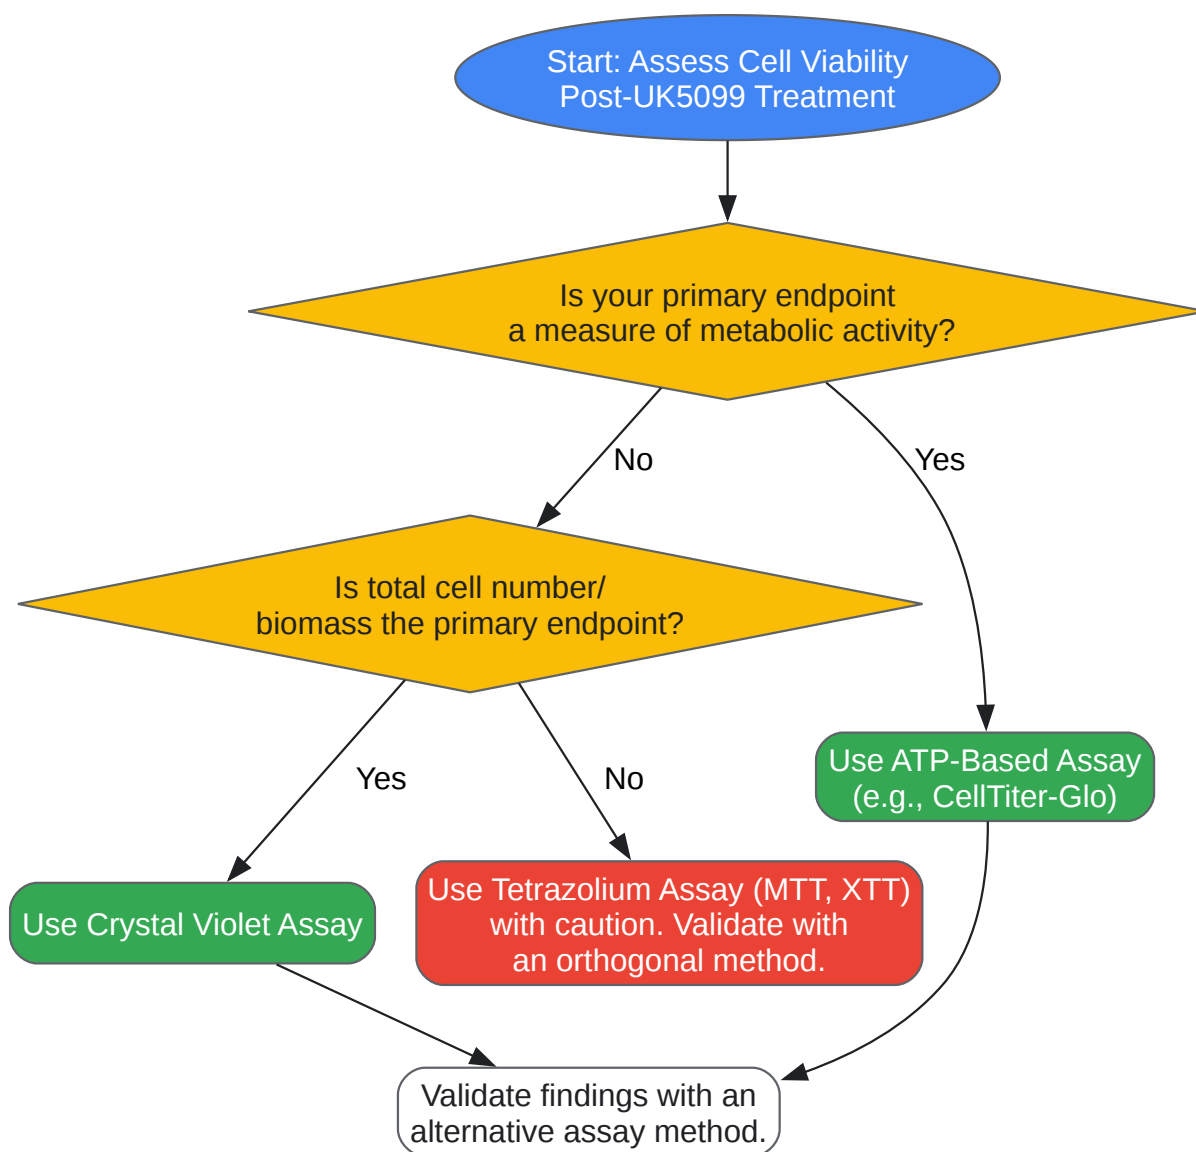 Start: Assess Cell Viability
Post-UK5099 Treatment
Is your primary endpoint
a measure of metabolic activity?
No
Yes
Is total cell number/
biomass the primary endpoint?
Yes
No
Use ATP-Based Assay
(e.g., CellTiter-Glo)
Use Crystal Violet Assay
Use Tetrazolium Assay (MTT, XTT)
with caution. Validate with
an orthogonal method.
Validate findings with an
alternative assay method.